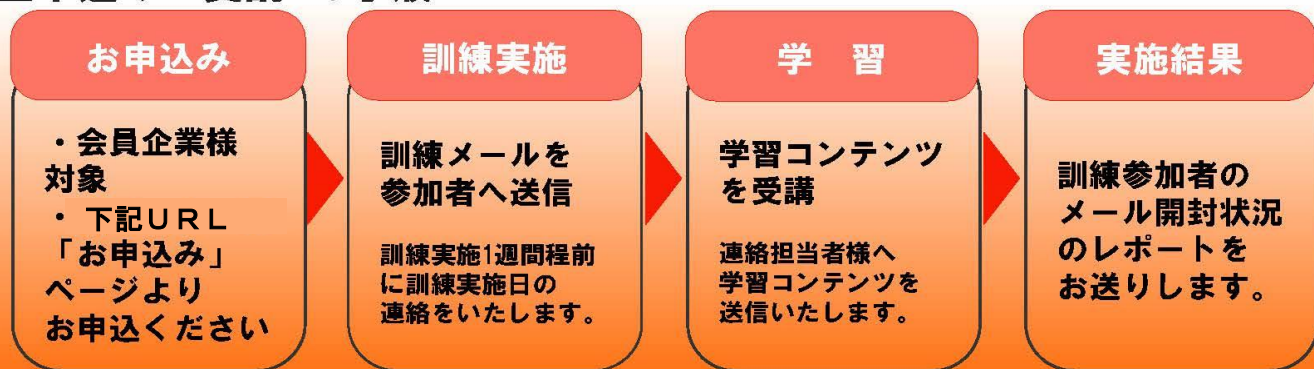 お申込み
・会員企業様
対象
・下記ＵＲＬ
「お申込み」
ページより
お申込ください
訓練実施
訓練メールを
参加者へ送信
訓練実施1週間程前
に訓練実施日の
連絡をいたします。
学　習
学習コンテンツ
を受講
連絡担当者様へ
学習コンテンツを
送信いたします。
実施結果
訓練参加者の
メール開封状況
のレポートを
お送りします。